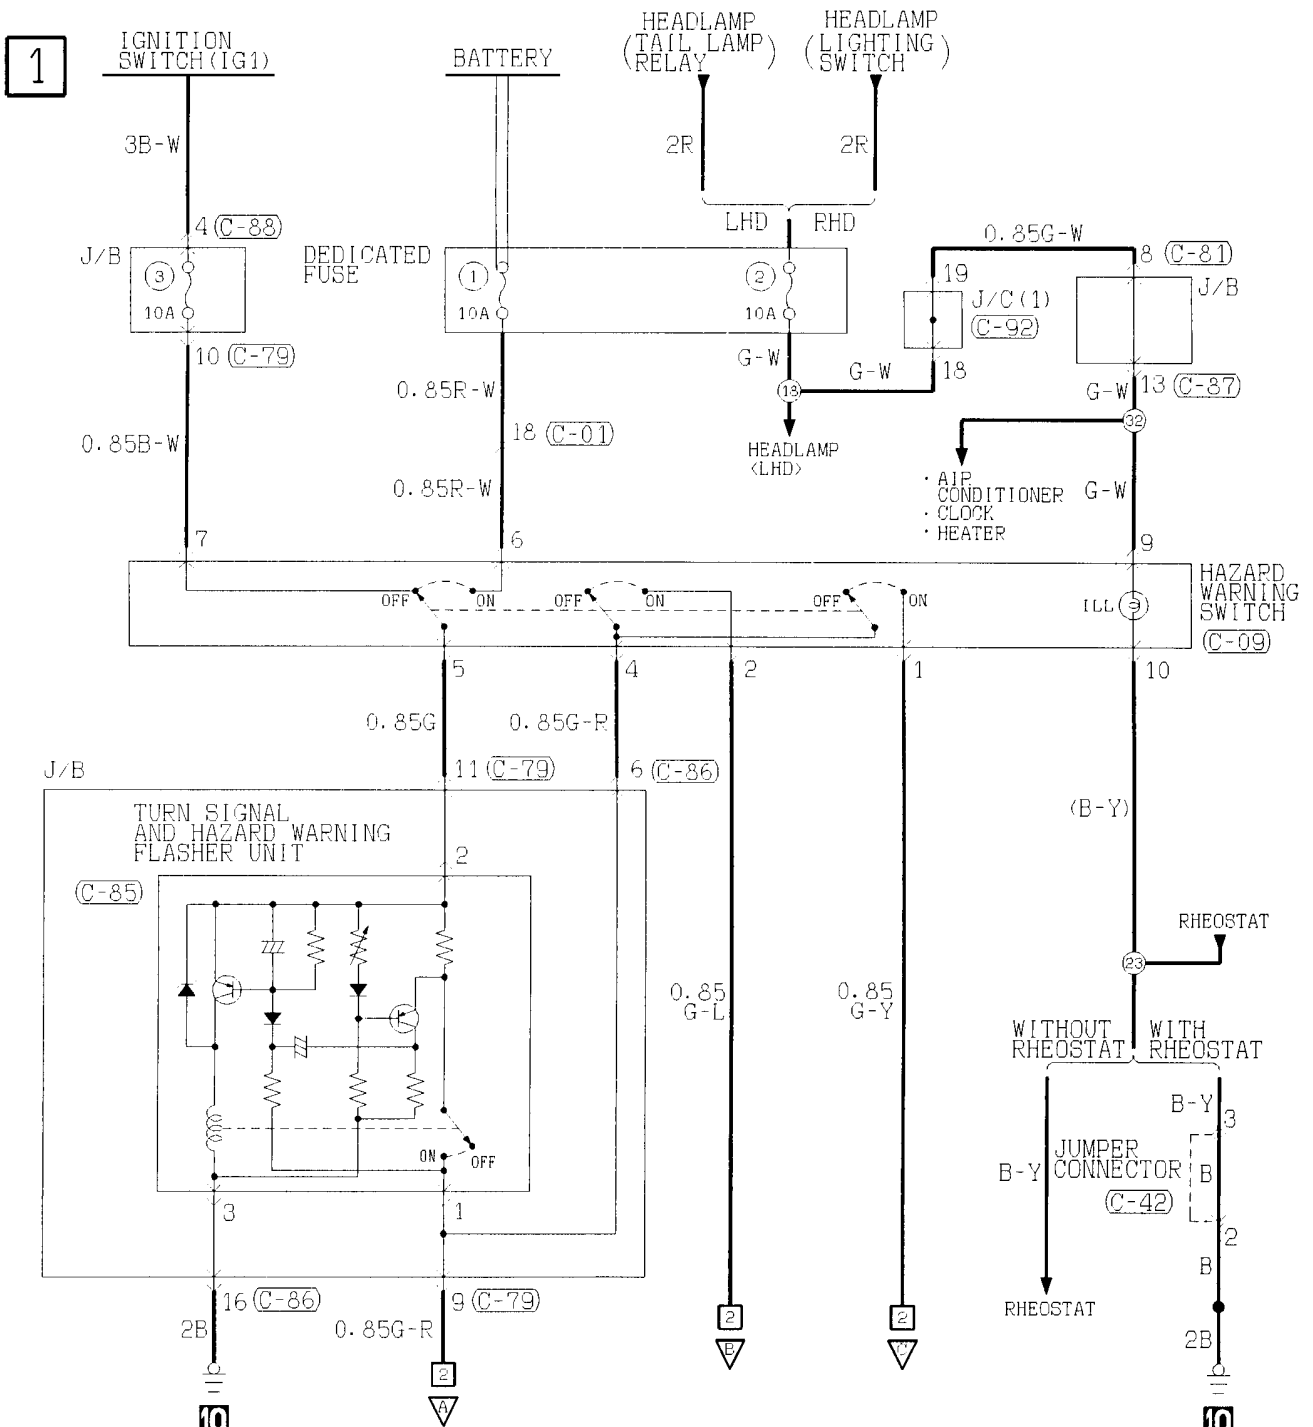 1
IGNITION
SWITCH(IG1)
BATTERY
HEADLAMP
(TAIL LAMP)
RELAY
HEADLAMP
(LIGHTING)
SWITCH
3B-W
2R
2R
LHD
RHD
4 (C-88)
J/B
3
10A
DEDICATED
FUSE
1
10A
2
10A
0.85G-W
8 (C-81)
J/B
19
J/C(1)
(C-92)
10 (C-79)
G-W
18
G-W
18
G-W
13 (C-87)
32
0.85R-W
0.85B-W
18 (C-01)
HEADLAMP
<LHD>
0.85R-W
· AIR
CONDITIONER
· CLOCK
· HEATER
G-W
7
6
9
OFF
ON
OFF
ON
OFF
ON
ILL
HAZARD
WARNING
SWITCH
(C-09)
5
4
2
1
10
0.85G
0.85G-R
J/B
11 (C-79)
6 (C-86)
TURN SIGNAL
AND HAZARD WARNING
FLASHER UNIT
2
(C-85)
(B-Y)
RHEOSTAT
23
0.85
G-L
0.85
G-Y
WITHOUT
RHEOSTAT
WITH
RHEOSTAT
B-Y
3
ON
OFF
B-Y
JUMPER
CONNECTOR
(C-42)
B
3
1
2
B
16 (C-86)
9 (C-79)
2B
0.85G-R
2
2
RHEOSTAT
2B
B
C
2
A
10
10